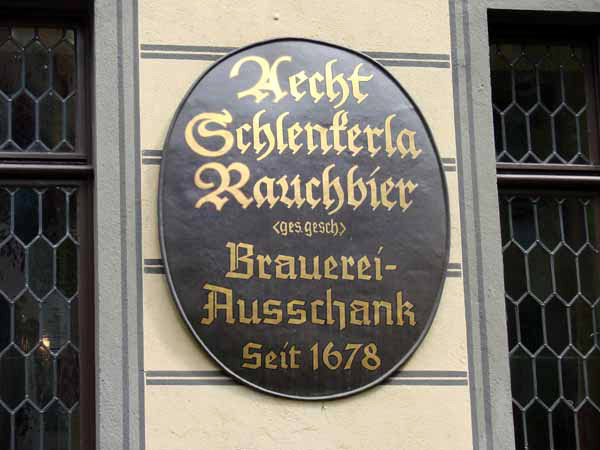 Aecht
Schlenkerla
Rauchbier
<ges.gesch>
Brauerei-
Ausschank
Seit 1678